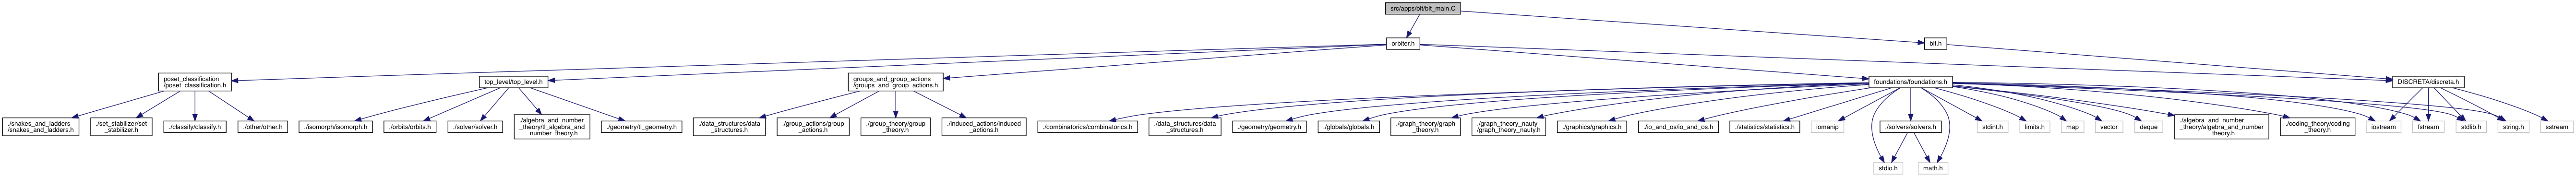 src/apps/blt/blt_main.C
orbiter.h
blt.h
poset_classification
/poset_classification.h
top_level/top_level.h
groups_and_group_actions
/groups_and_group_actions.h
foundations/foundations.h
DISCRETA/discreta.h
./snakes_and_ladders
/snakes_and_ladders.h
./set_stabilizer/set
_stabilizer.h
./classify/classify.h
./other/other.h
./isomorph/isomorph.h
./orbits/orbits.h
./solver/solver.h
./algebra_and_number
_theory/tl_algebra_and
_number_theory.h
./geometry/tl_geometry.h
./data_structures/data
_structures.h
./group_actions/group
_actions.h
./group_theory/group
_theory.h
./induced_actions/induced
_actions.h
./combinatorics/combinatorics.h
./data_structures/data
_structures.h
./geometry/geometry.h
./globals/globals.h
./graph_theory/graph
_theory.h
./graph_theory_nauty
/graph_theory_nauty.h
./graphics/graphics.h
./io_and_os/io_and_os.h
./statistics/statistics.h
iomanip
./solvers/solvers.h
stdint.h
limits.h
map
vector
deque
./algebra_and_number
_theory/algebra_and_number
_theory.h
./coding_theory/coding
_theory.h
iostream
fstream
stdlib.h
string.h
sstream
stdio.h
math.h